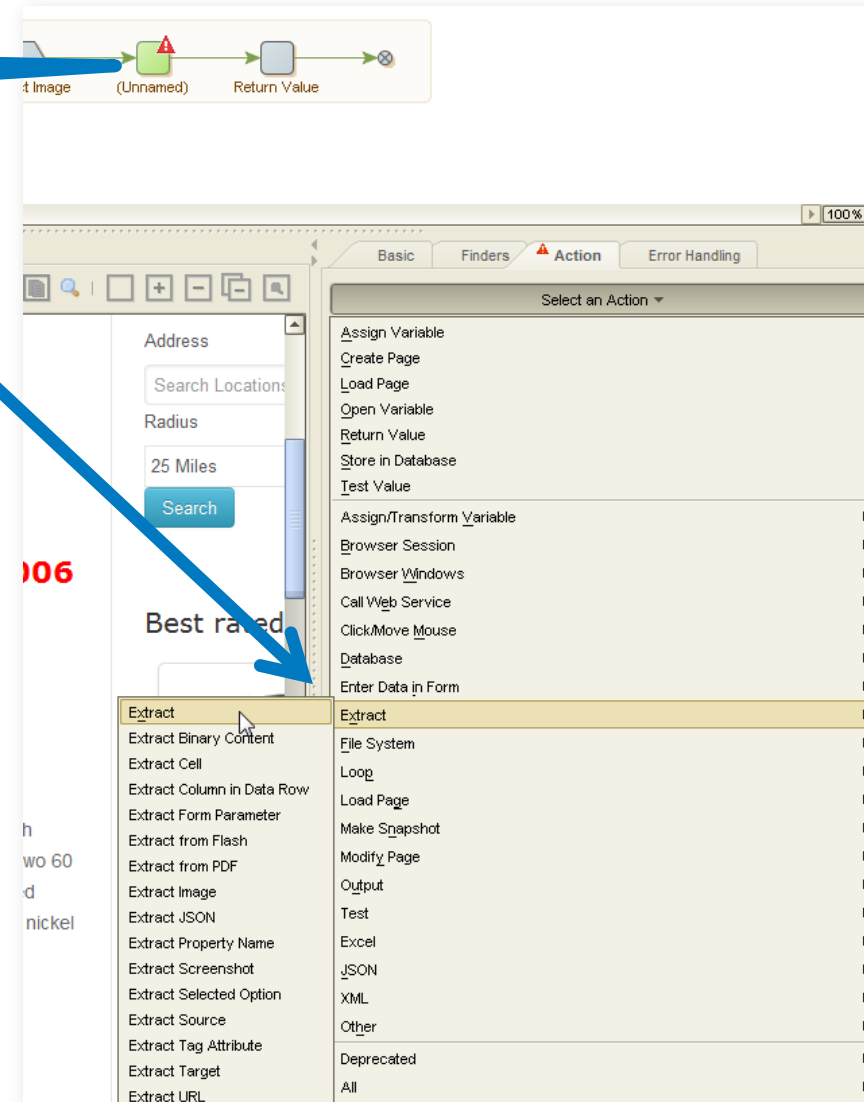 t Image (Unnamed) Return Value
100%
Basic Finders Action Error Handling
Select an Action
Address
Search Locations
Radius
25 Miles
Search
006
Best rated
h
wo 60
d
nickel
Assign Variable
Create Page
Load Page
Open Variable
Return Value
Store in Database
Test Value
Assign/Transform Variable
Browser Session
Browser Windows
Call Web Service
Click/Move Mouse
Database
Enter Data in Form
Extract
File System
Loop
Load Page
Make Snapshot
Modify Page
Output
Test
Excel
JSON
XML
Other
Deprecated
All
Extract
Extract Binary Content
Extract Cell
Extract Column in Data Row
Extract Form Parameter
Extract from Flash
Extract from PDF
Extract Image
Extract JSON
Extract Property Name
Extract Screenshot
Extract Selected Option
Extract Source
Extract Tag Attribute
Extract Target
Extract URL